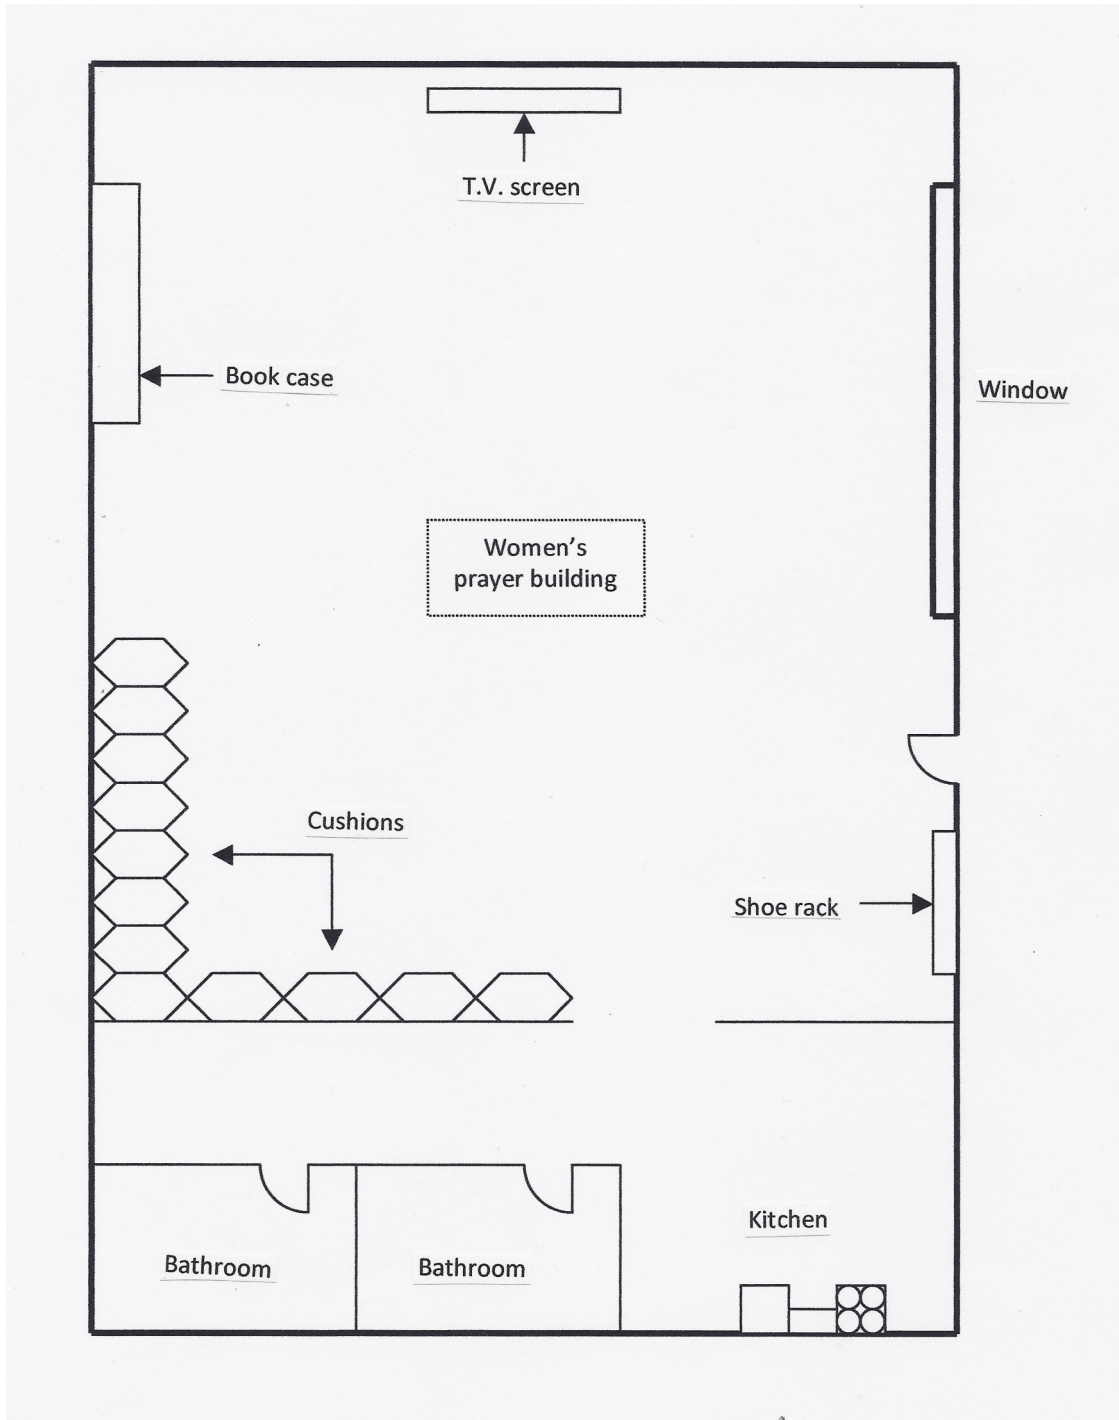 T.V. screen
Book case
Window
Women's
prayer building
Cushions
Shoe rack
Kitchen
Bathroom
Bathroom